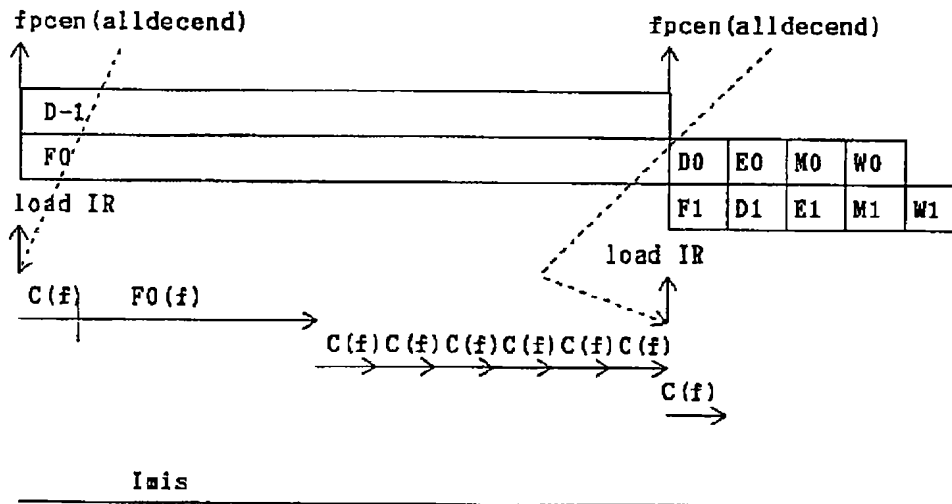 fpcen(alldecend) fpcen(alldecend)
D-1
F0 D0 E0 M0 W0
load IR F1 D1 E1 M1 W1
load IR
C(f) F0(f)
C(f) C(f) C(f) C(f) C(f) C(f)
C(f)
Imis